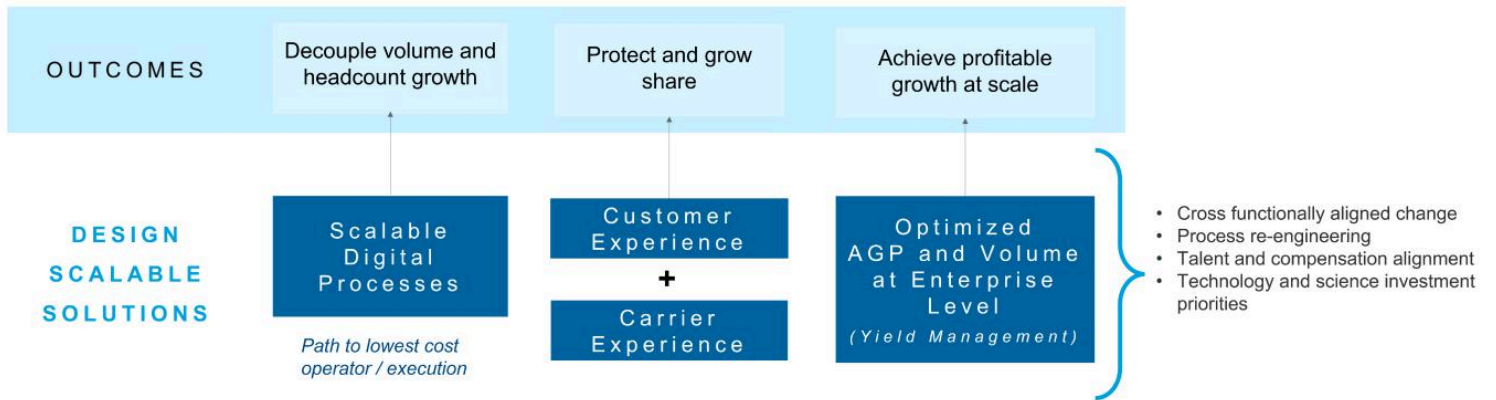 OUTCOMES
Decouple volume and
headcount growth
Protect and grow
share
Achieve profitable
growth at scale
DESIGN
SCALABLE
SOLUTIONS
Scalable
Digital
Processes
Path to lowest cost
operator / execution
Customer
Experience
+
Carrier
Experience
Optimized
AGP and Volume
at Enterprise
Level
(Yield Management)
• Cross functionally aligned change
• Process re-engineering
• Talent and compensation alignment
• Technology and science investment
priorities